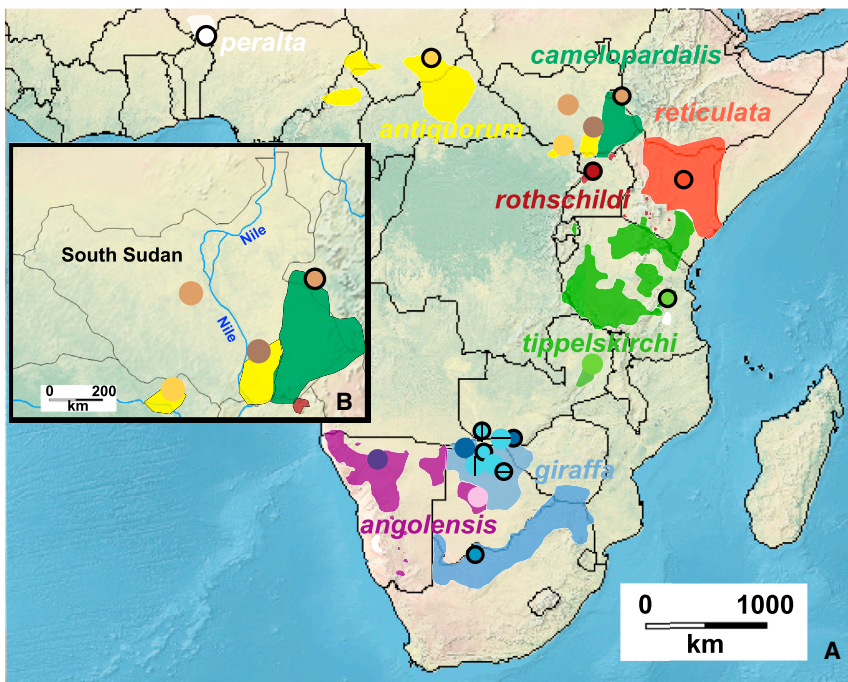 peralta
camelopardalis
antiquorum
reticulata
rothschildi
South Sudan
Nile
Nile
0 200
km
B
tippelskirchi
giraffa
angolensis
0 1000
km
A